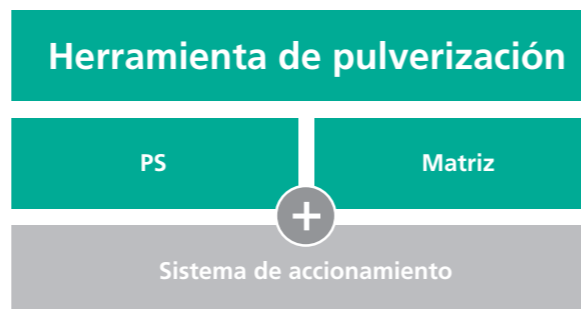 Herramienta de pulverización
PS
Matriz
+
Sistema de accionamiento